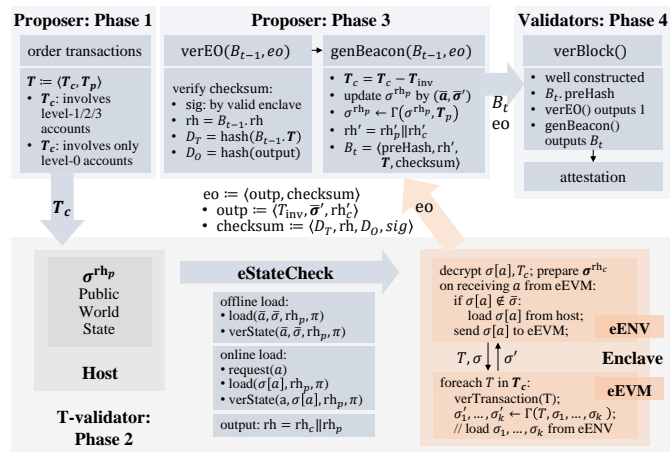 Proposer: Phase 1
order transactions
T ≔ ⟨T_c, T_p⟩
• T_c: involves
level-1/2/3
accounts
• T_c: involves only
level-0 accounts
T_c
Proposer: Phase 3
verEO(B_{t−1}, eo)
verify checksum:
• sig: by valid enclave
• rh = B_{t−1}. rh
• D_T = hash(B_{t−1}. T)
• D_O = hash(output)
genBeacon(B_{t−1}, eo)
• T_c = T_c − T_inv
• update σ^{rh_p} by (a̅, σ̅′)
• σ^{rh_p} ← Γ(σ^{rh_p}, T_p)
• rh′ = rh′_p‖rh′_c
• B_t = ⟨preHash, rh′,
T, checksum⟩
B_t
eo
Validators: Phase 4
verBlock()
• well constructed
• B_t. preHash
• verEO() outputs 1
• genBeacon()
outputs B_t
attestation
eo ≔ ⟨outp, checksum⟩
• outp ≔ ⟨T_inv, σ̅′, rh′_c⟩
• checksum ≔ ⟨D_T, rh, D_O, sig⟩
eo
σ^{rh_p}
Public
World
State
Host
T-validator:
Phase 2
eStateCheck
offline load:
• load(a̅, σ̅, rh_p, π)
• verState(a̅, σ̅, rh_p, π)
online load:
• request(a)
• load(σ[a], rh_p, π)
• verState(a, σ[a], rh_p, π)
output: rh = rh_c‖rh_p
decrypt σ[a], T_c; prepare σ^{rh_c}
on receiving a from eEVM:
if σ[a] ∉ σ̅:
load σ[a] from host;
send σ[a] to eEVM;
eENV
T, σ
σ′
Enclave
eEVM
foreach T in T_c:
verTransaction(T);
σ′_1, … , σ′_k ← Γ(T, σ_1, … , σ_k);
// load σ_1, … , σ_k from eENV